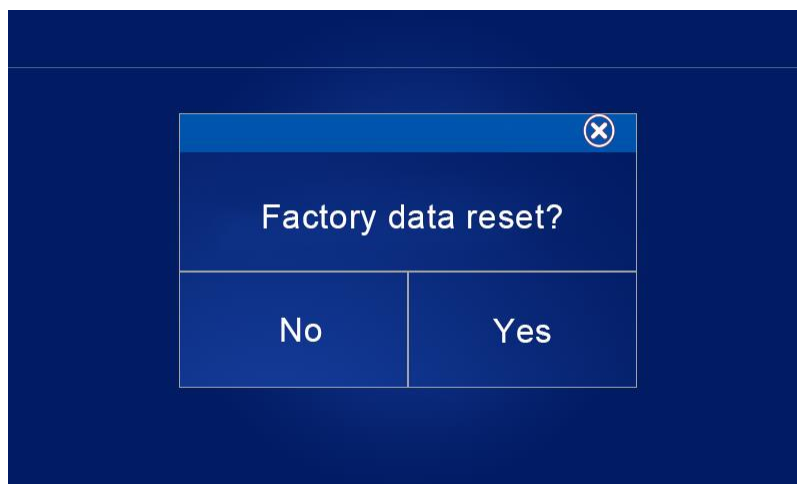 Factory data reset?
No
Yes